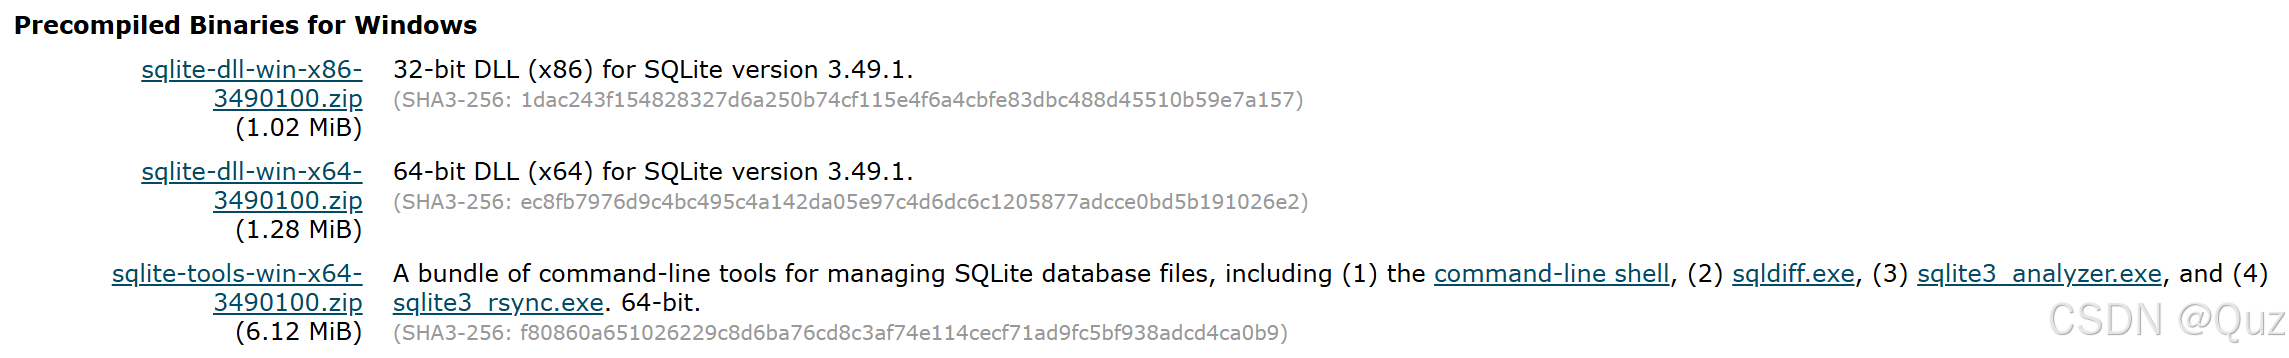 Precompiled Binaries for Windows
sqlite-dll-win-x86-
3490100.zip
(1.02 MiB)
32-bit DLL (x86) for SQLite version 3.49.1.
(SHA3-256: 1dac243f154828327d6a250b74cf115e4f6a4cbfe83dbc488d45510b59e7a157)
sqlite-dll-win-x64-
3490100.zip
(1.28 MiB)
64-bit DLL (x64) for SQLite version 3.49.1.
(SHA3-256: ec8fb7976d9c4bc495c4a142da05e97c4d6dc6c1205877adcce0bd5b191026e2)
sqlite-tools-win-x64-
3490100.zip
(6.12 MiB)
A bundle of command-line tools for managing SQLite database files, including (1) the command-line shell, (2) sqldiff.exe, (3) sqlite3_analyzer.exe, and (4)
sqlite3_rsync.exe. 64-bit.
(SHA3-256: f80860a651026229c8d6ba76cd8c3af74e114cecf71ad9fc5bf938adcd4ca0b9)
CSDN @Quz